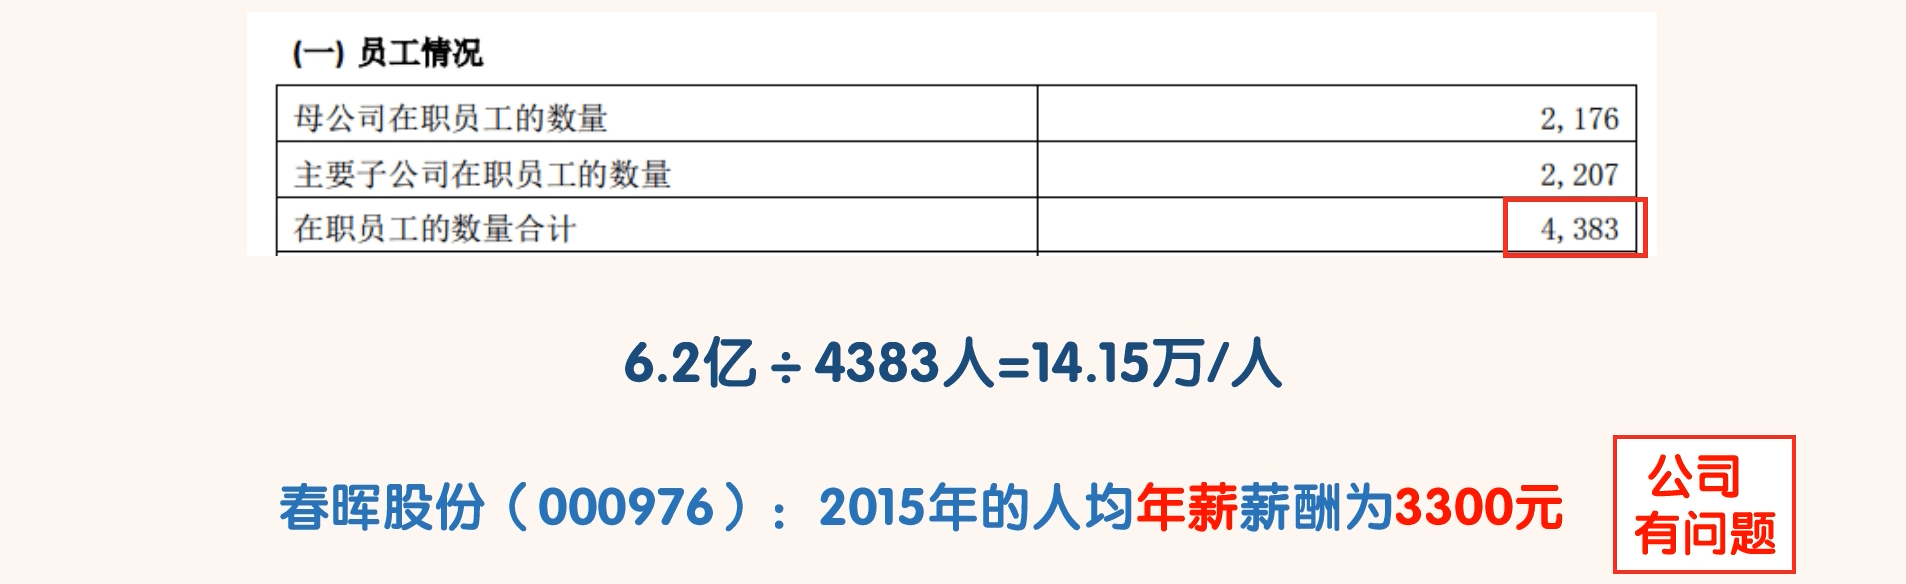 (一) 员工情况
母公司在职员工的数量 2,176
主要子公司在职员工的数量 2,207
在职员工的数量合计 4,383
6.2亿÷4383人=14.15万/人
春晖股份（000976）：2015年的人均年薪薪酬为3300元
公司
有问题